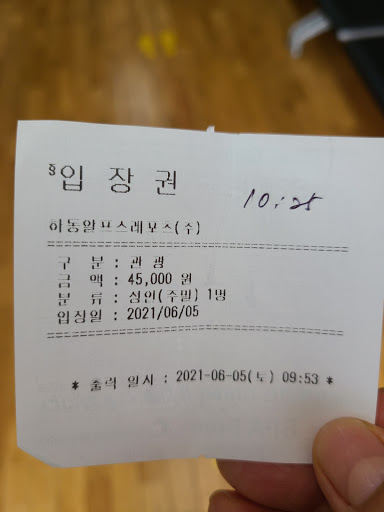 §입 장 권
10:25
하동알프스레포츠(주)
구 분 : 관 광
금 액 : 45,000 원
분 류 : 성인(주말) 1명
입장일 : 2021/06/05
* 출력 일시 : 2021-06-05(토) 09:53 *